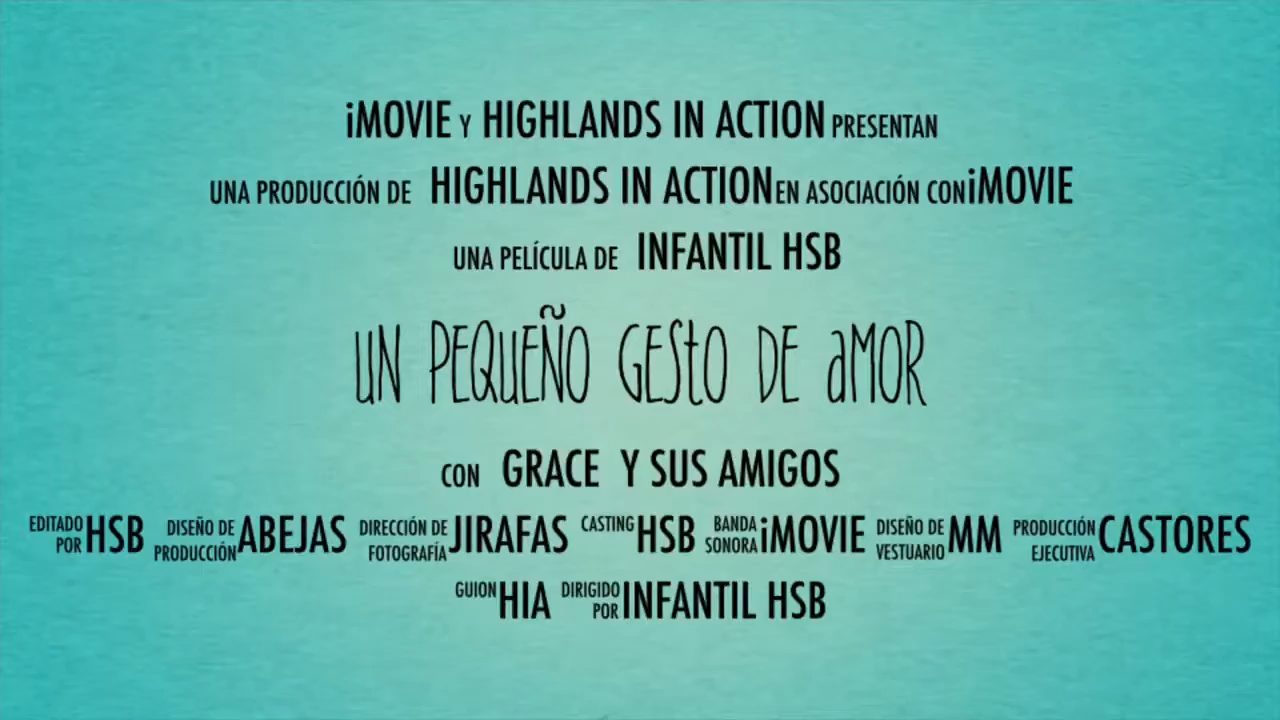 iMOVIE Y HIGHLANDS IN ACTION PRESENTAN
UNA PRODUCCIÓN DE HIGHLANDS IN ACTION EN ASOCIACIÓN CON iMOVIE
UNA PELÍCULA DE INFANTIL HSB
UN PEQUEÑO GESTO DE AMOR
CON GRACE Y SUS AMIGOS
EDITADO POR HSB DISEÑO DE PRODUCCIÓN ABEJAS DIRECCIÓN DE FOTOGRAFÍA JIRAFAS CASTING HSB BANDA SONORA iMOVIE DISEÑO DE VESTUARIO MM PRODUCCIÓN EJECUTIVA CASTORES
GUION HIA DIRIGIDO POR INFANTIL HSB